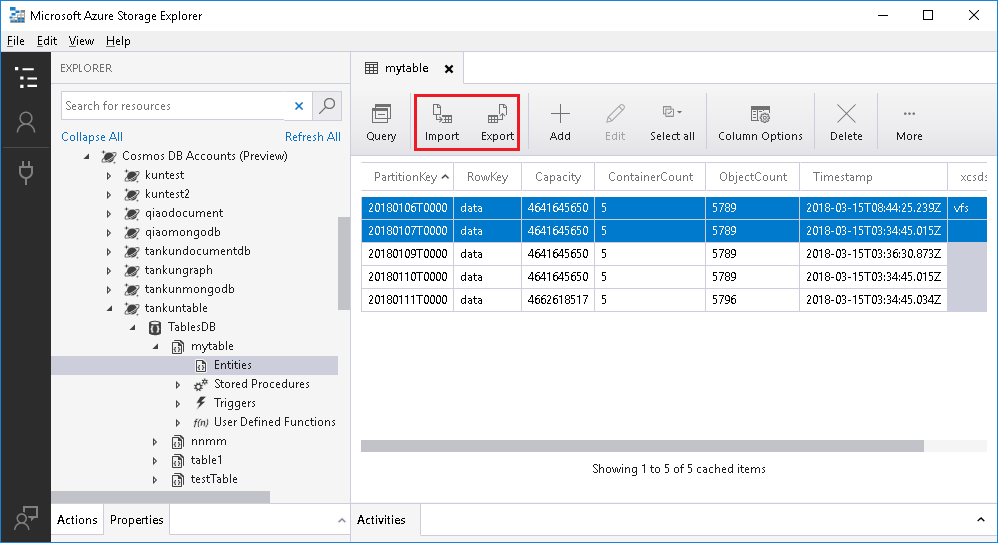 Microsoft Azure Storage Explorer
File Edit View Help
EXPLORER
Search for resources
Collapse All Refresh All
Cosmos DB Accounts (Preview)
kuntest
kuntest2
qiaodocument
qiaomongodb
tankundocumentdb
tankungraph
tankunmongodb
tankuntable
TablesDB
mytable
Entities
Stored Procedures
Triggers
f(n) User Defined Functions
nnmm
table1
testTable
Actions Properties
mytable
Query Import Export Add Edit Select all Column Options Delete More
PartitionKey RowKey Capacity ContainerCount ObjectCount Timestamp xcsds
20180106T0000 data 4641645650 5 5789 2018-03-15T08:44:25.239Z vfs
20180107T0000 data 4641645650 5 5789 2018-03-15T03:34:45.015Z
20180109T0000 data 4641645650 5 5789 2018-03-15T03:36:30.873Z
20180110T0000 data 4641645650 5 5789 2018-03-15T03:34:45.015Z
20180111T0000 data 4662618517 5 5796 2018-03-15T03:34:45.034Z
Showing 1 to 5 of 5 cached items
Activities